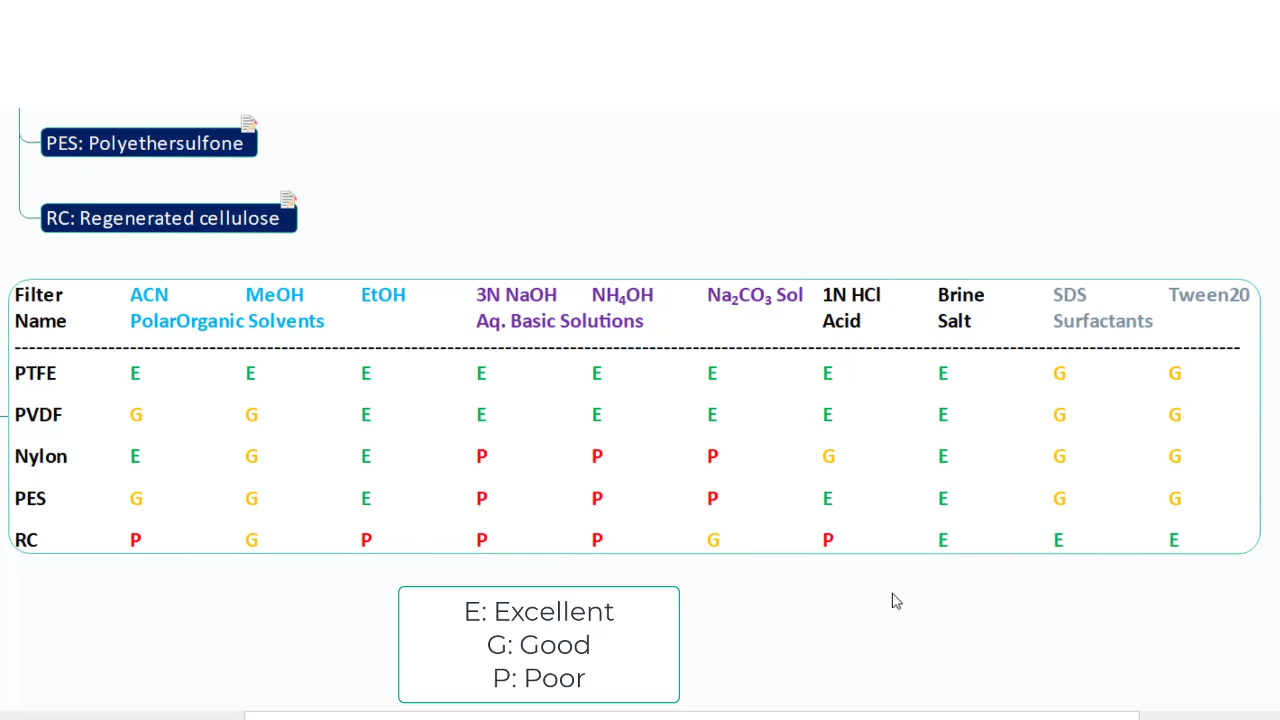 PES: Polyethersulfone
RC: Regenerated cellulose
Filter ACN MeOH EtOH 3N NaOH NH₄OH Na₂CO₃ Sol 1N HCl Brine SDS Tween20
Name PolarOrganic Solvents Aq. Basic Solutions Acid Salt Surfactants
PTFE E E E E E E E E G G
PVDF G G E E E E E E G G
Nylon E G E P P P G E G G
PES G G E P P P E E G G
RC P G P P P G P E E E
E: Excellent
G: Good
P: Poor